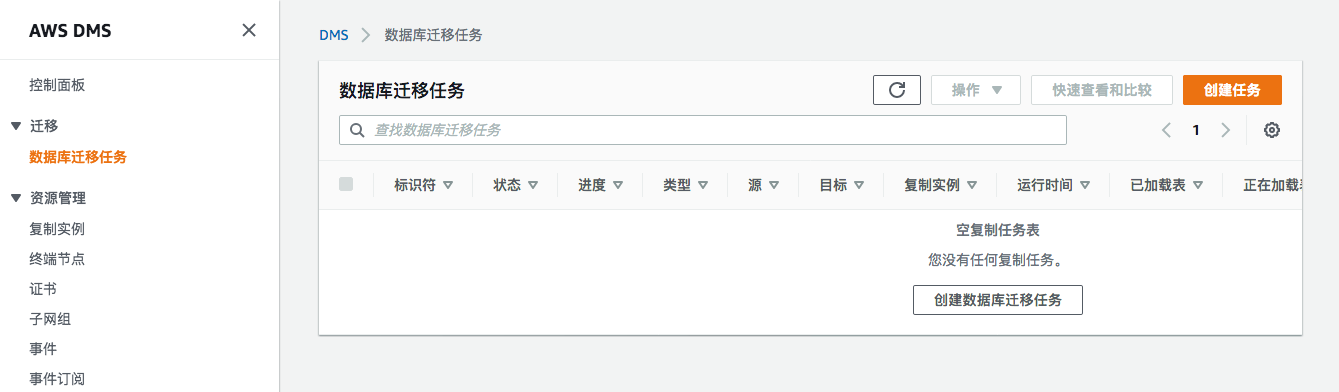 AWS DMS
控制面板
迁移
数据库迁移任务
资源管理
复制实例
终端节点
证书
子网组
事件
事件订阅
DMS 数据库迁移任务
数据库迁移任务
操作 快速查看和比较 创建任务
查找数据库迁移任务 1
标识符 状态 进度 类型 源 目标 复制实例 运行时间 已加载表 正在加载
空复制任务表
您没有任何复制任务。
创建数据库迁移任务